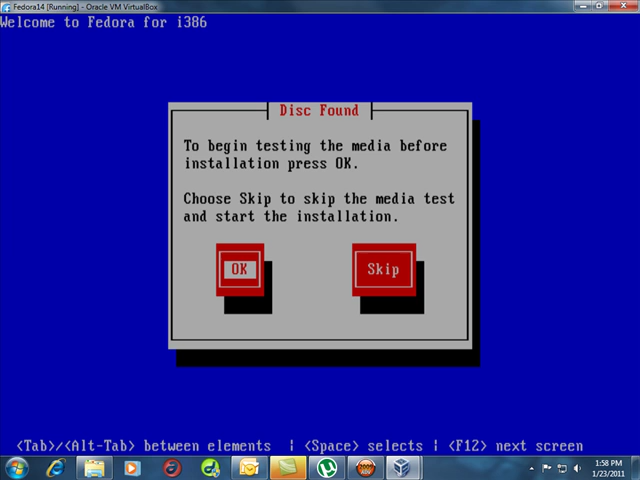 Fedora14 [Running] - Oracle VM VirtualBox
Welcome to Fedora for i386
Disc Found
To begin testing the media before
installation press OK.
Choose Skip to skip the media test
and start the installation.
OK
Skip
<Tab>/<Alt-Tab> between elements | <Space> selects | <F12> next screen
1:58 PM
1/23/2011